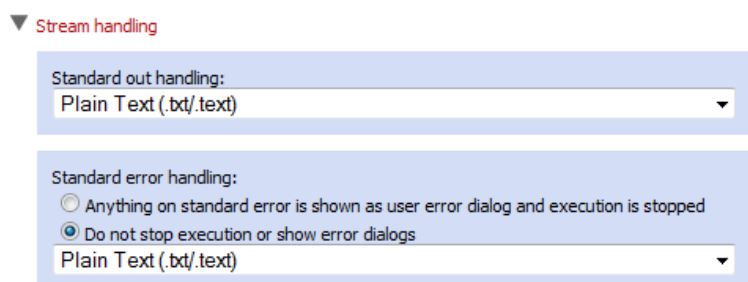 Stream handling
Standard out handling:
Plain Text (.txt/.text)
Standard error handling:
Anything on standard error is shown as user error dialog and execution is stopped
Do not stop execution or show error dialogs
Plain Text (.txt/.text)